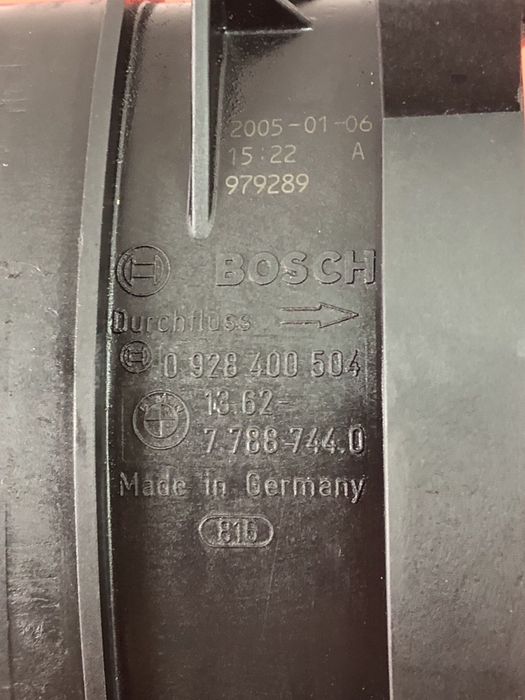 2005-01-06
15:22 A
979289
BOSCH
Durchfluss
0 928 400 504
13.62-
7.788-744.0
Made in Germany
816